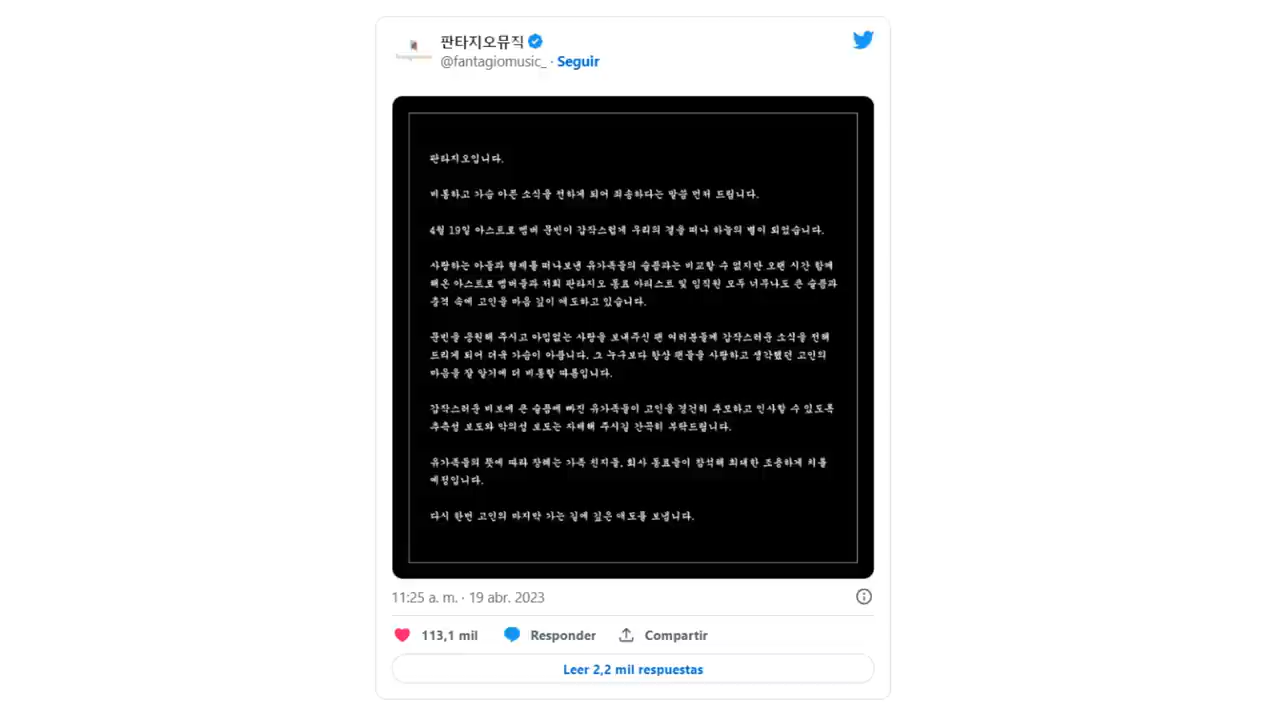 판타지오뮤직
@fantagiomusic_ · Seguir
판타지오입니다.
비통하고 가슴 아픈 소식을 전하게 되어 죄송하다는 말씀 먼저 드립니다.
4월 19일 아스트로 멤버 문빈이 갑작스럽게 우리의 곁을 떠나 하늘의 별이 되었습니다.
사랑하는 아들과 형제를 떠나보낸 유가족들의 슬픔과는 비교할 수 없지만 오랜 시간 함께
해온 아스트로 멤버들과 저희 판타지오 동료 아티스트 및 임직원 모두 너무나도 큰 슬픔과
충격 속에 고인을 마음 깊이 애도하고 있습니다.
문빈을 응원해 주시고 아낌없는 사랑을 보내주신 팬 여러분들께 갑작스러운 소식을 전해
드리게 되어 더욱 가슴이 아픕니다. 그 누구보다 항상 팬들을 사랑하고 생각했던 고인의
마음을 잘 알기에 더 비통할 따름입니다.
갑작스러운 비보에 큰 슬픔에 빠진 유가족들이 고인을 경건히 추모하고 인사할 수 있도록
추측성 보도와 악의성 보도는 자제해 주시길 간곡히 부탁드립니다.
유가족들의 뜻에 따라 장례는 가족 친지들, 회사 동료들이 참석해 최대한 조용하게 치를
예정입니다.
다시 한번 고인의 마지막 가는 길에 깊은 애도를 보냅니다.
11:25 a. m. · 19 abr. 2023
113,1 mil Responder Compartir
Leer 2,2 mil respuestas